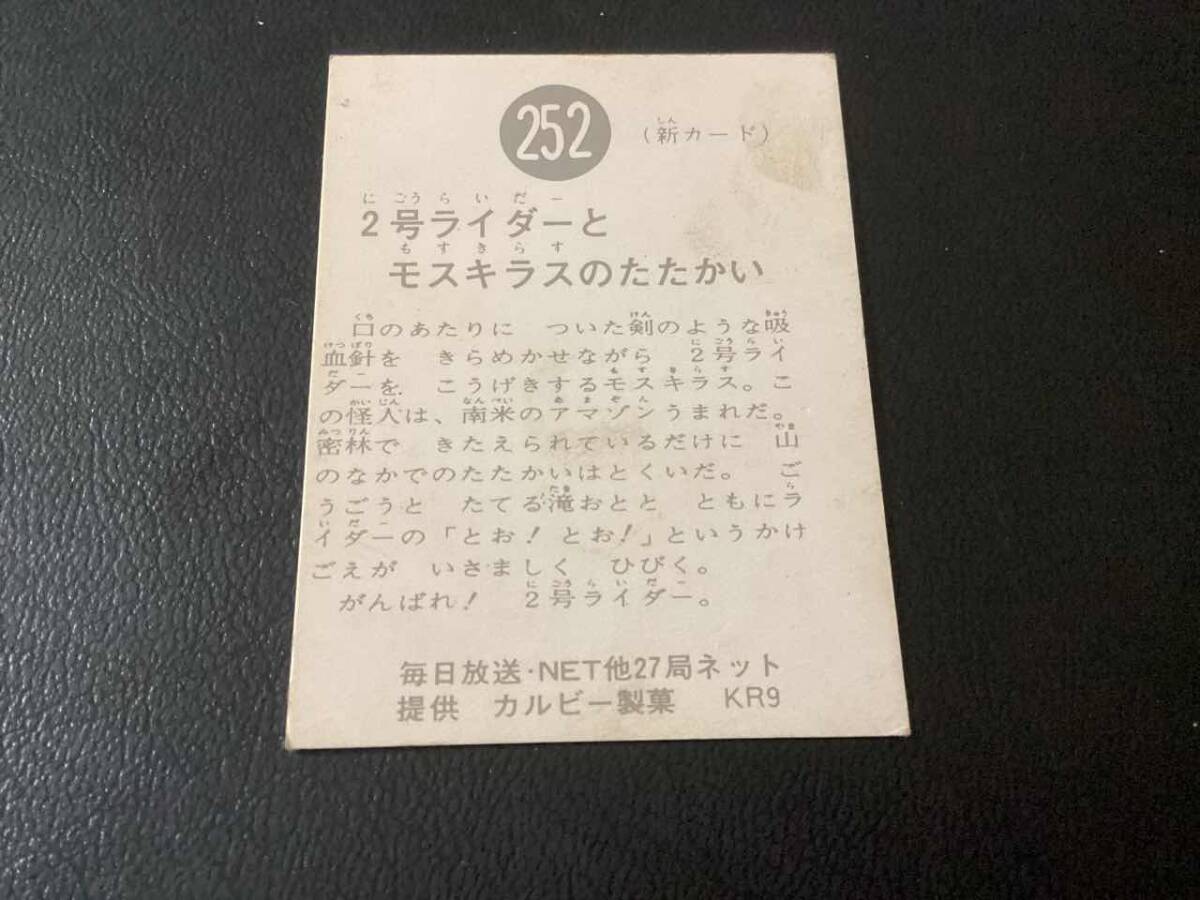 252 (新カード)
2号ライダーと
モスキラスのたたかい
口のあたりに ついた剣のような吸
血針を きらめかせながら 2号ライ
ダーを、こうげきするモスキラス。こ
の怪人は、南米のアマゾンうまれだ。
密林で きたえられているだけに 山
のなかでのたたかいはとくいだ。 ご
うごうと たてる滝おとと ともにラ
イダーの「とお! とお!」というかけ
ごえが いさましく ひびく。
がんばれ! 2号ライダー。
毎日放送・NET他27局ネット
提供 カルビー製菓 KR9